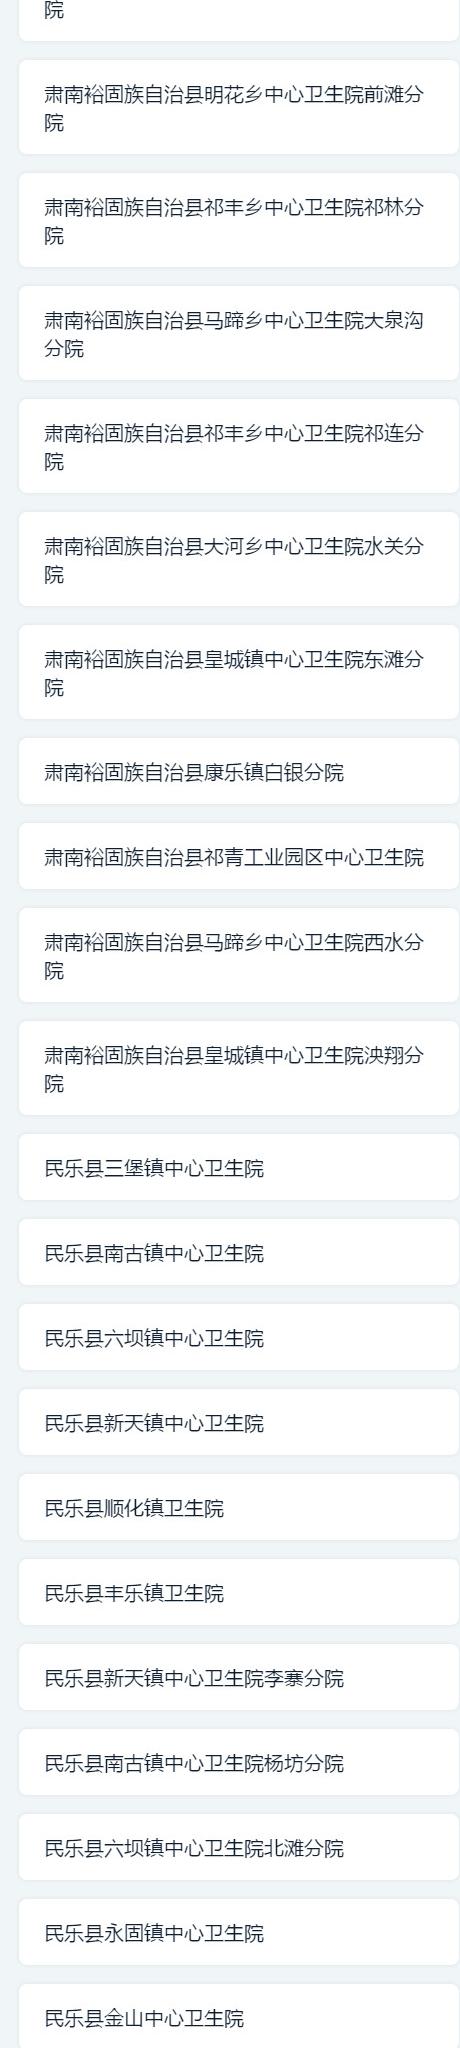 院
肃南裕固族自治县明花乡中心卫生院前滩分
院
肃南裕固族自治县祁丰乡中心卫生院祁林分
院
肃南裕固族自治县马蹄乡中心卫生院大泉沟
分院
肃南裕固族自治县祁丰乡中心卫生院祁连分
院
肃南裕固族自治县大河乡中心卫生院水关分
院
肃南裕固族自治县皇城镇中心卫生院东滩分
院
肃南裕固族自治县康乐镇白银分院
肃南裕固族自治县祁青工业园区中心卫生院
肃南裕固族自治县马蹄乡中心卫生院西水分
院
肃南裕固族自治县皇城镇中心卫生院泱翔分
院
民乐县三堡镇中心卫生院
民乐县南古镇中心卫生院
民乐县六坝镇中心卫生院
民乐县新天镇中心卫生院
民乐县顺化镇卫生院
民乐县丰乐镇卫生院
民乐县新天镇中心卫生院李寨分院
民乐县南古镇中心卫生院杨坊分院
民乐县六坝镇中心卫生院北滩分院
民乐县永固镇中心卫生院
民乐县金山中心卫生院